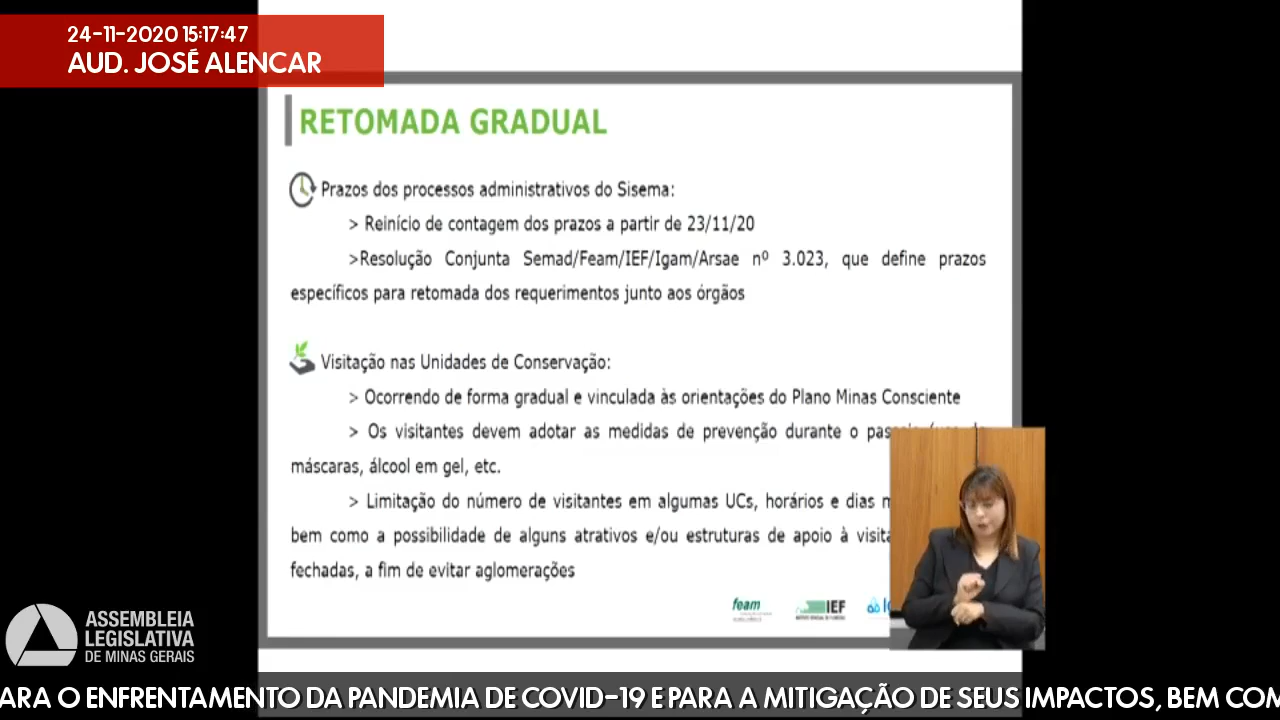 24-11-2020 15:17:47
AUD. JOSÉ ALENCAR
RETOMADA GRADUAL
Prazos dos processos administrativos do Sisema:
> Reinício de contagem dos prazos a partir de 23/11/20
>Resolução Conjunta Semad/Feam/IEF/Igam/Arsae nº 3.023, que define prazos
específicos para retomada dos requerimentos junto aos órgãos
Visitação nas Unidades de Conservação:
> Ocorrendo de forma gradual e vinculada às orientações do Plano Minas Consciente
> Os visitantes devem adotar as medidas de prevenção durante o
máscaras, álcool em gel, etc.
> Limitação do número de visitantes em algumas UCs, horários e dias
bem como a possibilidade de alguns atrativos e/ou estruturas de apoio à
fechadas, a fim de evitar aglomerações
feam
IEF
ASSEMBLEIA
LEGISLATIVA
DE MINAS GERAIS
ARA O ENFRENTAMENTO DA PANDEMIA DE COVID-19 E PARA A MITIGAÇÃO DE SEUS IMPACTOS, BEM COM